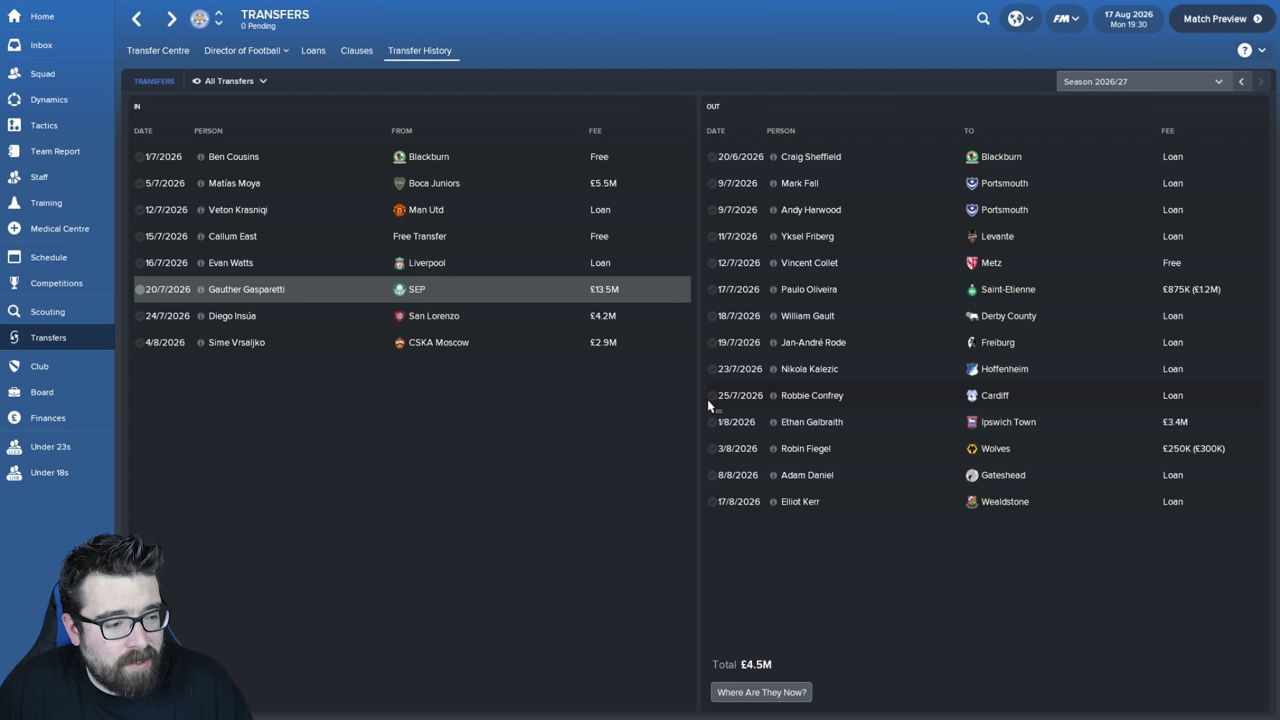 Home
Inbox
Squad
Dynamics
Tactics
Team Report
Staff
Training
Medical Centre
Schedule
Competitions
Scouting
Transfers
Club
Board
Finances
Under 23s
Under 18s
TRANSFERS
0 Pending
FM
17 Aug 2026
Mon 19:30
Match Preview
Transfer Centre Director of Football Loans Clauses Transfer History
?
TRANSFERS All Transfers Season 2026/27
IN
DATE PERSON FROM FEE
1/7/2026 Ben Cousins Blackburn Free
5/7/2026 Matías Moya Boca Juniors £5.5M
12/7/2026 Veton Krasniqi Man Utd Loan
15/7/2026 Callum East Free Transfer Free
16/7/2026 Evan Watts Liverpool Loan
20/7/2026 Gauther Gasparetti SEP £13.5M
24/7/2026 Diego Insúa San Lorenzo £4.2M
4/8/2026 Sime Vrsaljko CSKA Moscow £2.9M
OUT
DATE PERSON TO FEE
20/6/2026 Craig Sheffield Blackburn Loan
9/7/2026 Mark Fall Portsmouth Loan
9/7/2026 Andy Harwood Portsmouth Loan
11/7/2026 Yksel Friberg Levante Loan
12/7/2026 Vincent Collet Metz Free
17/7/2026 Paulo Oliveira Saint-Etienne £875K (£1.2M)
18/7/2026 William Gault Derby County Loan
19/7/2026 Jan-André Rode Freiburg Loan
23/7/2026 Nikola Kalezic Hoffenheim Loan
25/7/2026 Robbie Confrey Cardiff Loan
1/8/2026 Ethan Galbraith Ipswich Town £3.4M
3/8/2026 Robin Fiegel Wolves £250K (£300K)
8/8/2026 Adam Daniel Gateshead Loan
17/8/2026 Elliot Kerr Wealdstone Loan
Total £4.5M
Where Are They Now?